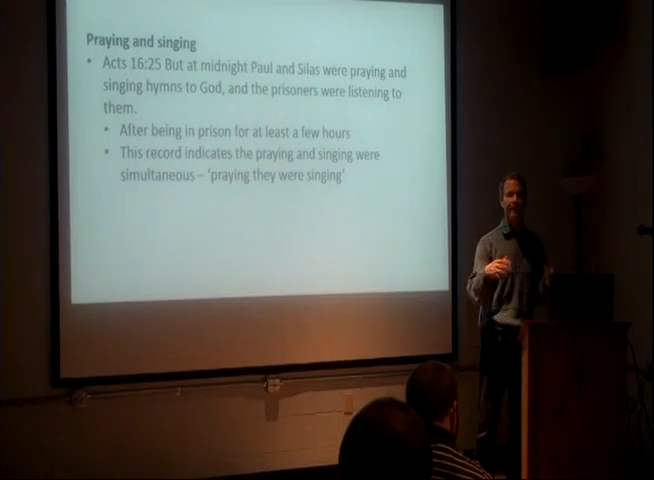 Praying and singing
• Acts 16:25 But at midnight Paul and Silas were praying and
singing hymns to God, and the prisoners were listening to
them.
• After being in prison for at least a few hours
• This record indicates the praying and singing were
simultaneous – 'praying they were singing'